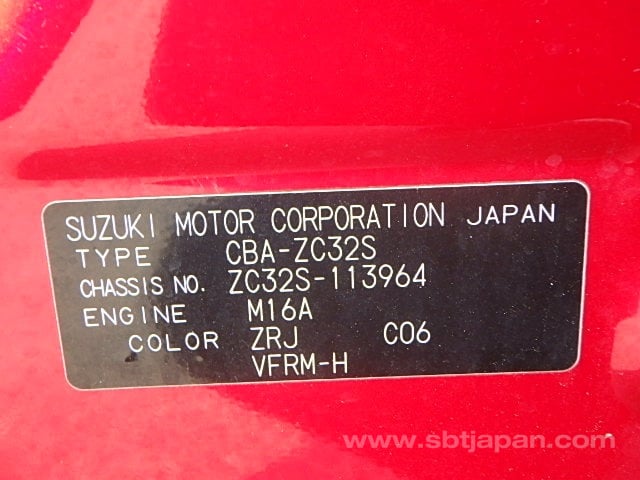 SUZUKI MOTOR CORPORATION JAPAN
TYPE CBA-ZC32S
CHASSIS NO. ZC32S-113964
ENGINE M16A
COLOR ZRJ C06
VFRM-H
www.sbtjapan.com